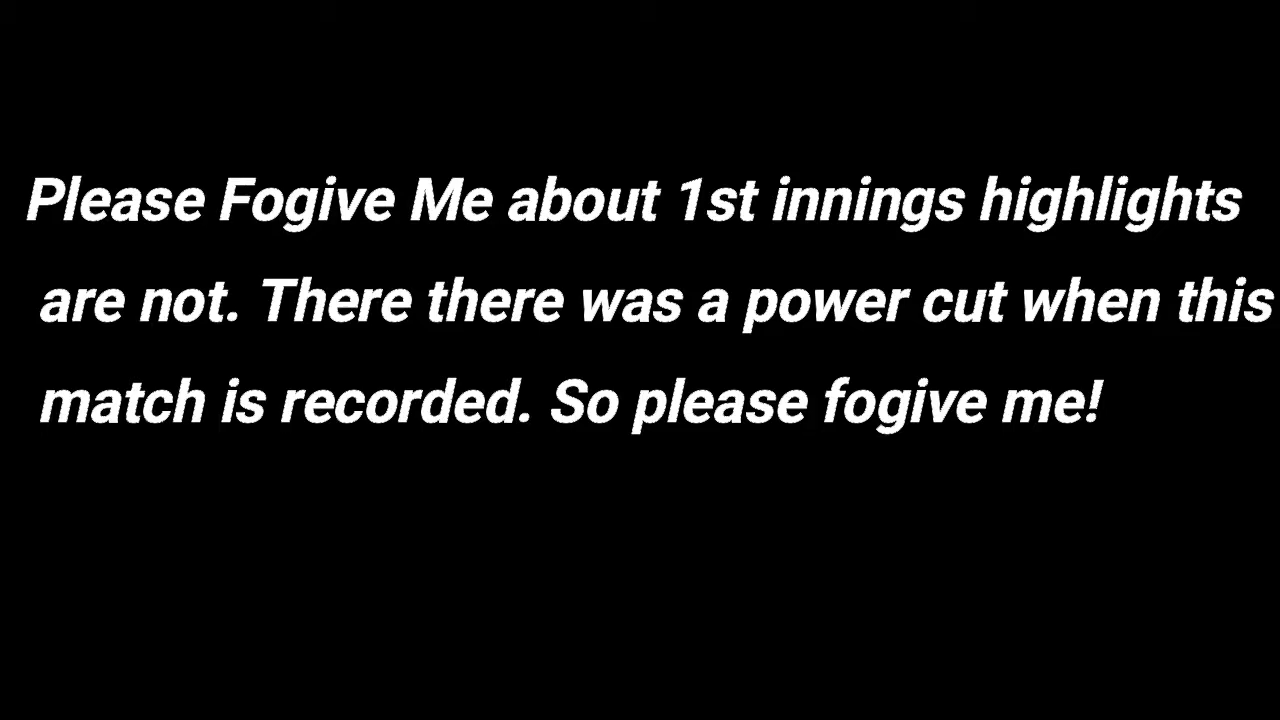 Please Fogive Me about 1st innings highlights
are not. There there was a power cut when this
match is recorded. So please fogive me!